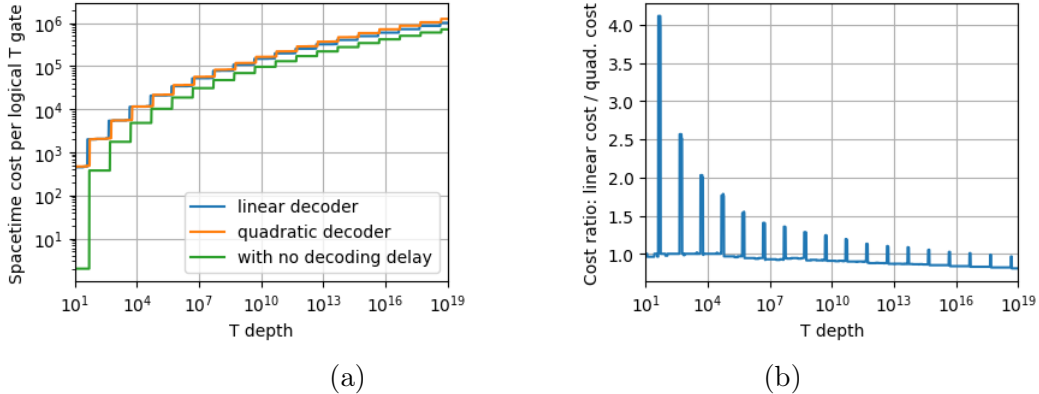 Spacetime cost per logical T gate
10^6
10^5
10^4
10^3
10^2
10^1
linear decoder
quadratic decoder
with no decoding delay
10^1 10^4 10^7 10^10 10^13 10^16 10^19
T depth
(a)
Cost ratio: linear cost / quad. cost
4.0
3.5
3.0
2.5
2.0
1.5
1.0
10^1 10^4 10^7 10^10 10^13 10^16 10^19
T depth
(b)